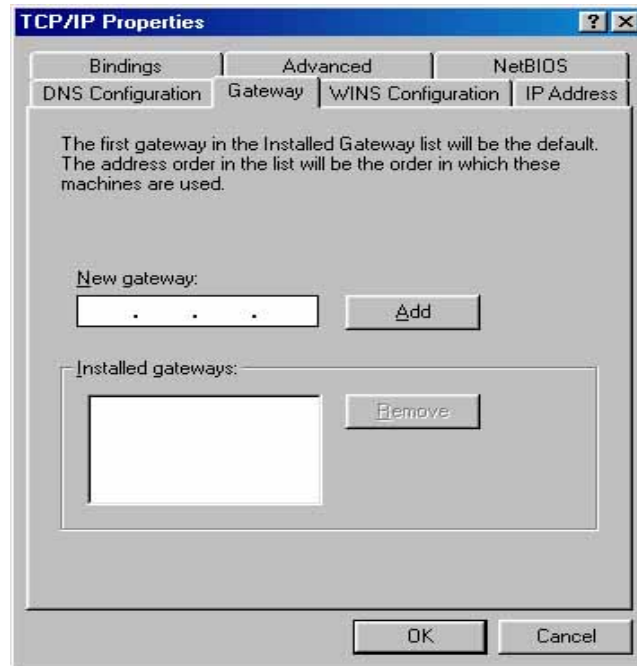 TCP/IP Properties
Bindings
Advanced
NetBIOS
DNS Configuration
Gateway
WINS Configuration
IP Address
The first gateway in the Installed Gateway list will be the default.
The address order in the list will be the order in which these
machines are used.
New gateway:
. . .
Add
Installed gateways:
Remove
OK
Cancel